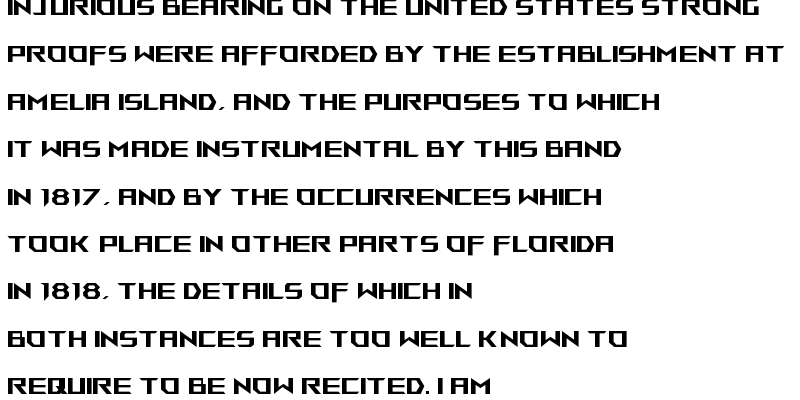 INJURIOUS BEARING ON THE UNITED STATES STRONG
PROOFS WERE AFFORDED BY THE ESTABLISHMENT AT
AMELIA ISLAND, AND THE PURPOSES TO WHICH
IT WAS MADE INSTRUMENTAL BY THIS BAND
IN 1817, AND BY THE OCCURRENCES WHICH
TOOK PLACE IN OTHER PARTS OF FLORIDA
IN 1818, THE DETAILS OF WHICH IN
BOTH INSTANCES ARE TOO WELL KNOWN TO
REQUIRE TO BE NOW RECITED. I AM